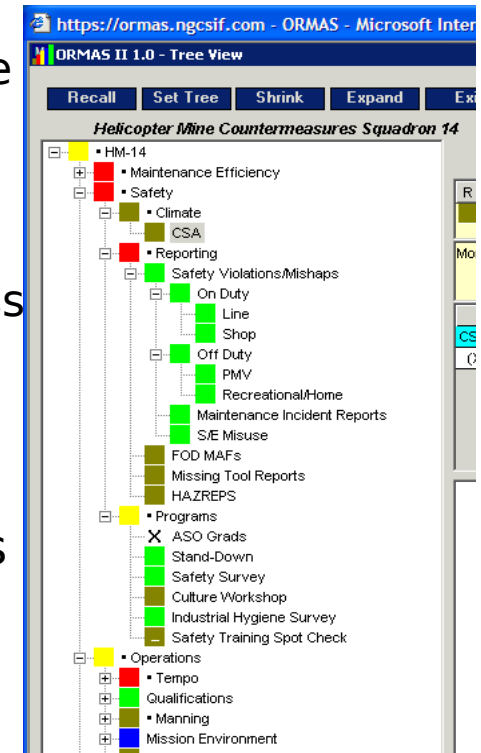 https://ormas.ngcsif.com - ORMAS - Microsoft Inter
ORMAS II 1.0 - Tree View
Recall Set Tree Shrink Expand Exi
Helicopter Mine Countermeasures Squadron 14
▪ HM-14
▪ Maintenance Efficiency
▪ Safety
▪ Climate
CSA
▪ Reporting
Safety Violations/Mishaps
On Duty
Line
Shop
Off Duty
PMV
Recreational/Home
Maintenance Incident Reports
S/E Misuse
FOD MAFs
Missing Tool Reports
HAZREPS
▪ Programs
X ASO Grads
Stand-Down
Safety Survey
Culture Workshop
Industrial Hygiene Survey
Safety Training Spot Check
▪ Operations
▪ Tempo
Qualifications
▪ Manning
Mission Environment
e
s
s
R
Mo
CS